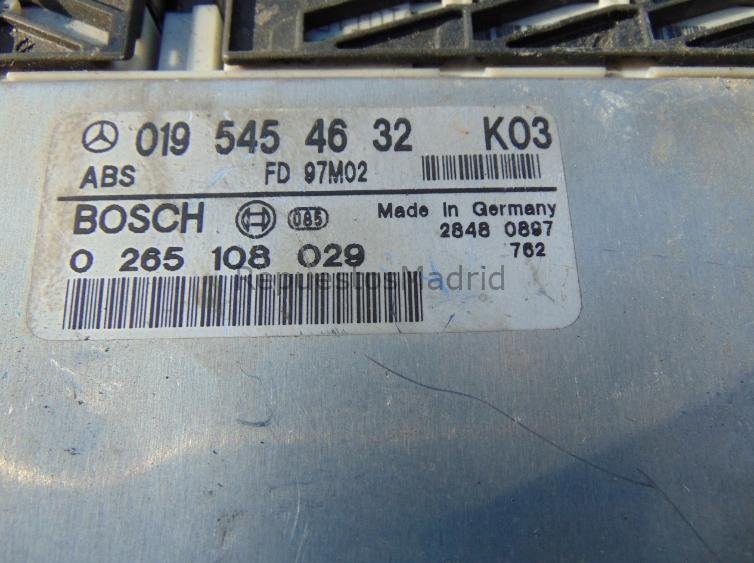 019 545 46 32 K03
ABS FD 97M02
BOSCH 085 Made in Germany
2848 0897
0 265 108 029 762
RepuestosMadrid